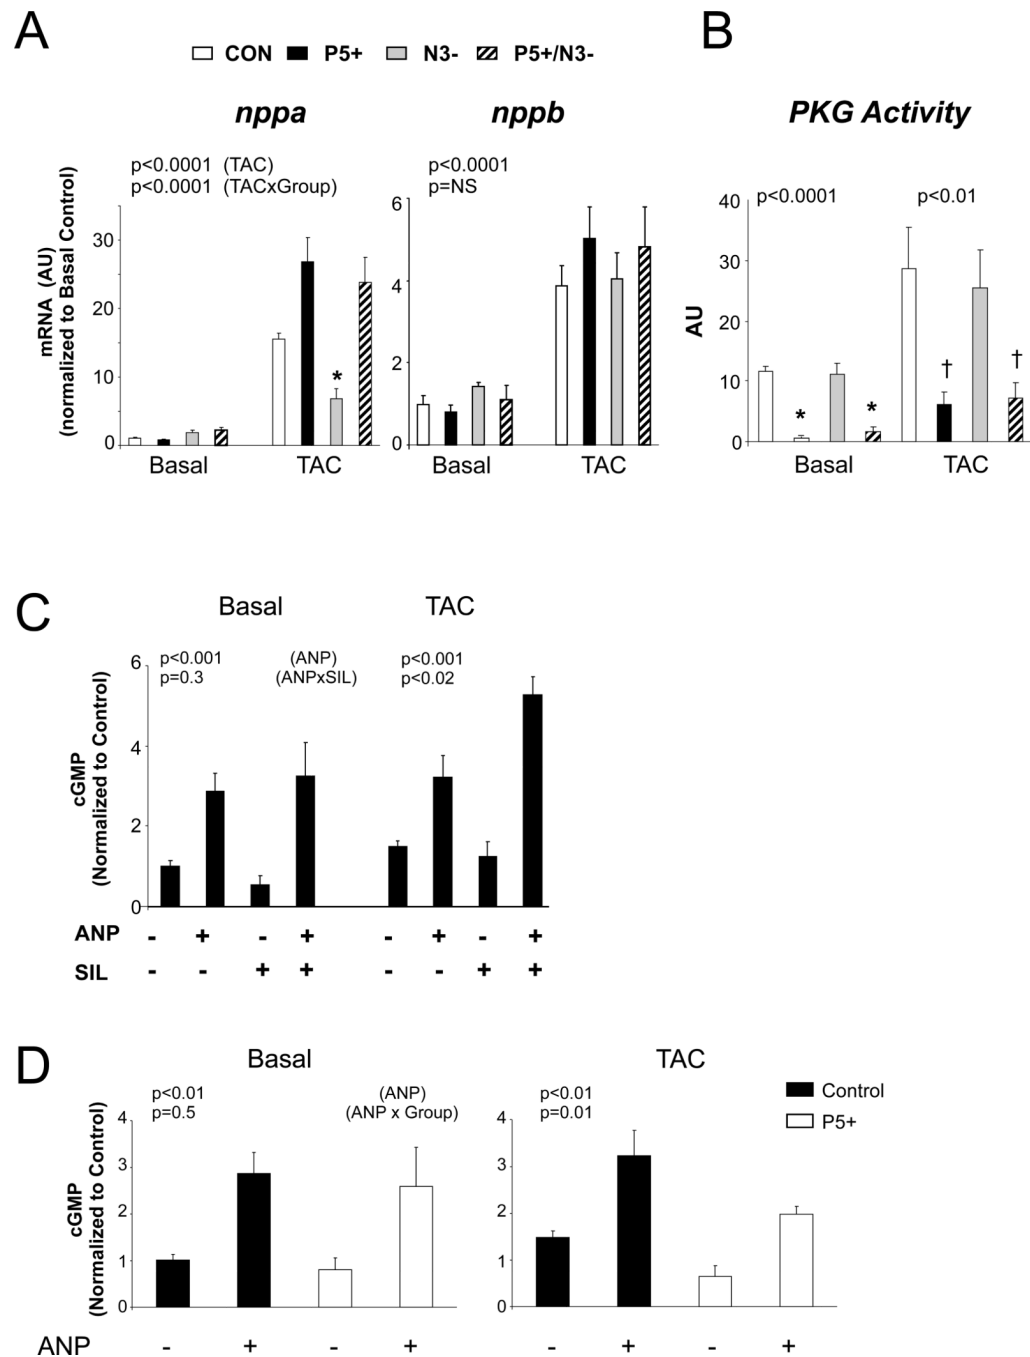 A
B
CON P5+ N3- P5+/N3-
nppa
nppb
PKG Activity
p<0.0001 (TAC)
p<0.0001 (TACxGroup)
p<0.0001
p=NS
p<0.0001
p<0.01
mRNA (AU)
(normalized to Basal Control)
30
20
10
0
*
Basal
TAC
6
4
2
0
Basal
TAC
AU
40
30
20
10
0
*
*
†
†
Basal
TAC
C
Basal
TAC
p<0.001
p=0.3
(ANP)
(ANPxSIL)
p<0.001
p<0.02
cGMP
(Normalized to Control)
6
4
2
0
ANP - + - + - + - +
SIL - - + + - - + +
D
Basal
TAC
p<0.01
p=0.5
(ANP)
(ANP x Group)
p<0.01
p=0.01
Control
P5+
cGMP
(Normalized to Control)
4
3
2
1
0
4
3
2
1
0
ANP - + - + - + - +